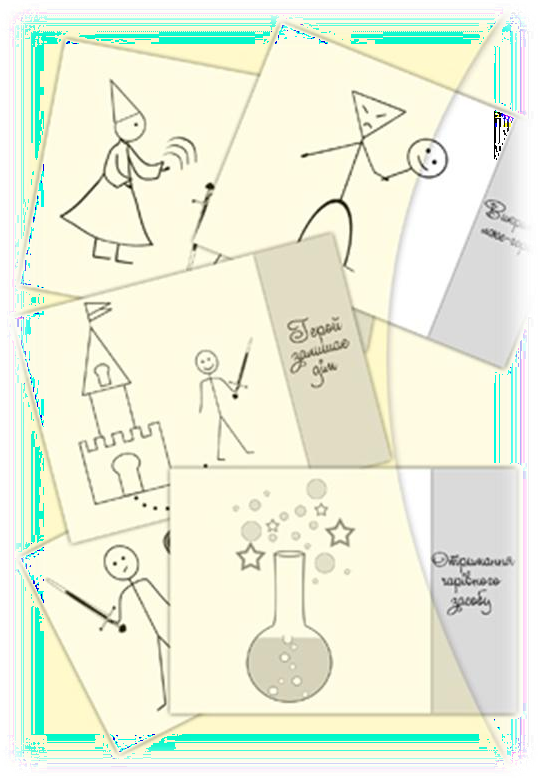 Герой
залишає
дім
Отримання
чарівного
засобу